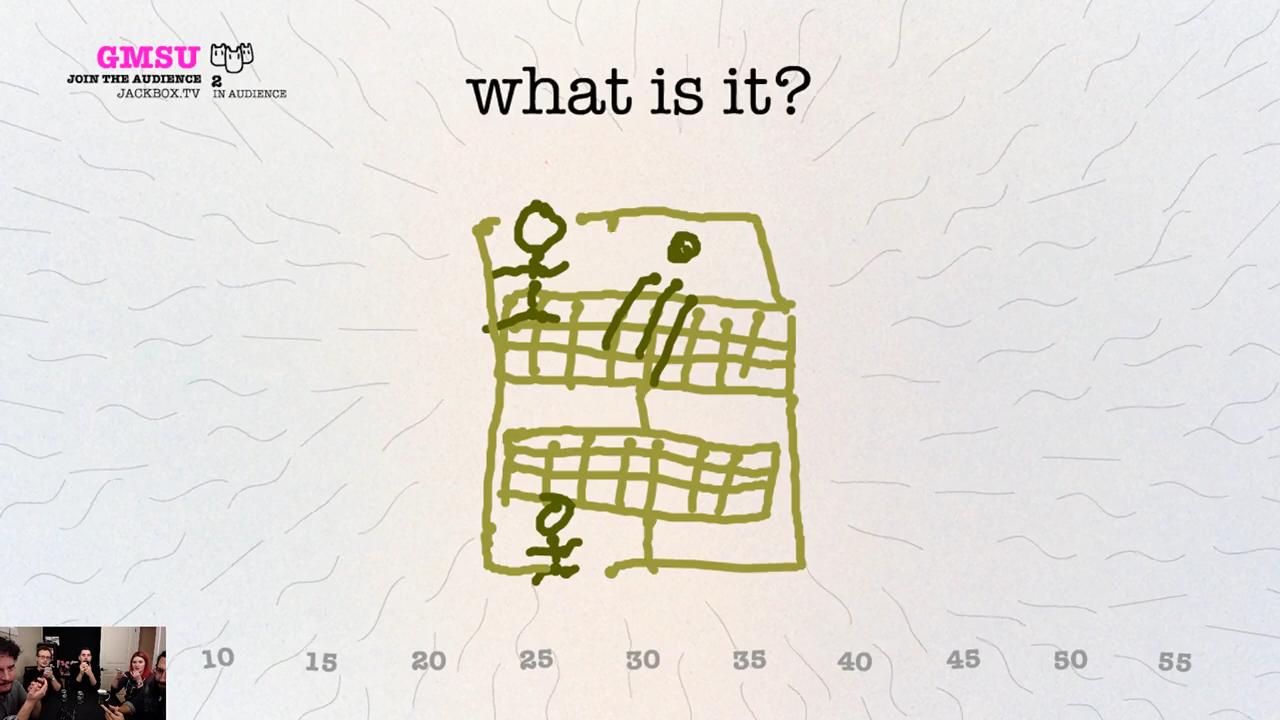 GMSU
JOIN THE AUDIENCE
JACKBOX.TV
2
IN AUDIENCE
what is it?
10 15 20 25 30 35 40 45 50 55